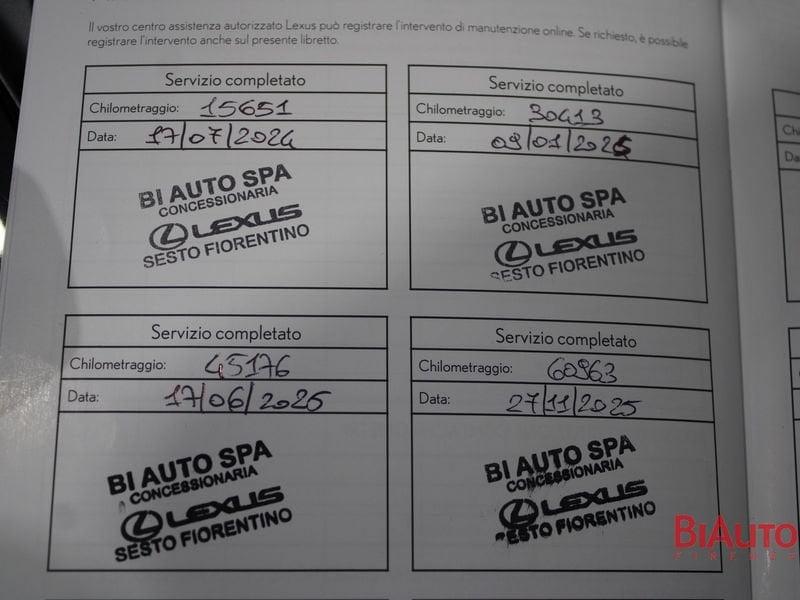 Il vostro centro assistenza autorizzato Lexus può registrare l'intervento di manutenzione online. Se richiesto, è possibile
registrare l'intervento anche sul presente libretto.
Servizio completato
Chilometraggio: 15651
Data: 17/07/2024
BI AUTO SPA
CONCESSIONARIA
LEXUS
SESTO FIORENTINO
Servizio completato
Chilometraggio: 30413
Data: 09/01/2025
BI AUTO SPA
CONCESSIONARIA
LEXUS
SESTO FIORENTINO
Servizio completato
Chilometraggio: 45176
Data: 17/06/2025
BI AUTO SPA
CONCESSIONARIA
LEXUS
SESTO FIORENTINO
Servizio completato
Chilometraggio: 60963
Data: 27/11/2025
BI AUTO SPA
CONCESSIONARIA
LEXUS
SESTO FIORENTINO
Ch
Da
BIAUTO
FIRENZE